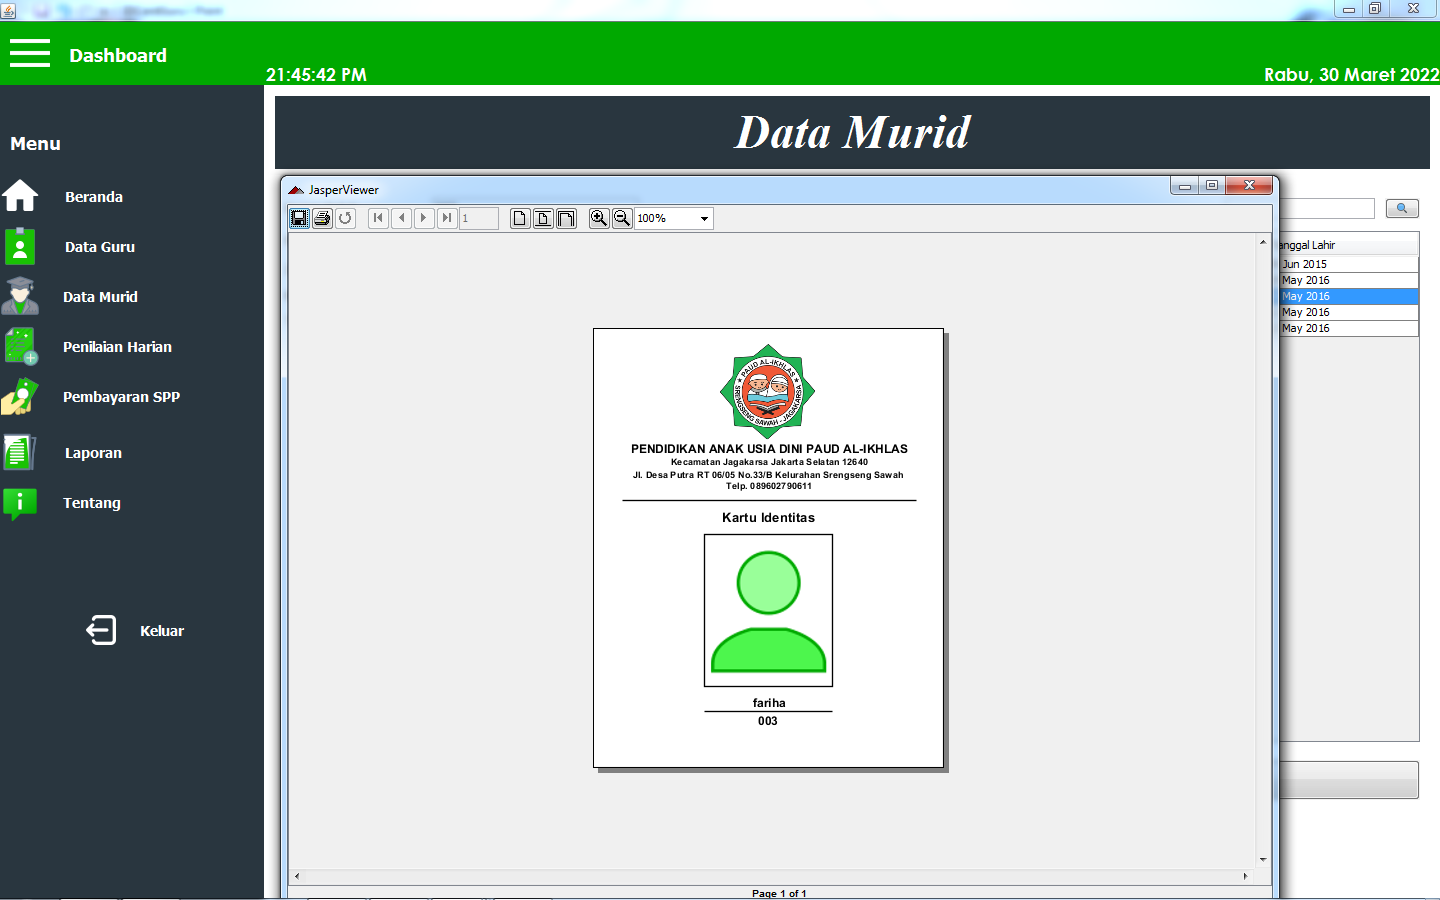 Dashboard
21:45:42 PM
Rabu, 30 Maret 2022
Menu
Beranda
Data Guru
Data Murid
Penilaian Harian
Pembayaran SPP
Laporan
Tentang
Keluar
Data Murid
JasperViewer
1
100%
PAUD AL-IKHLAS
SRENGSENG SAWAH - JAGAKARSA
PENDIDIKAN ANAK USIA DINI PAUD AL-IKHLAS
Kecamatan Jagakarsa Jakarta Selatan 12640
Jl. Desa Putra RT 06/05 No.33/B Kelurahan Srengseng Sawah
Telp. 089602790611
Kartu Identitas
fariha
003
Page 1 of 1
anggal Lahir
Jun 2015
May 2016
May 2016
May 2016
May 2016